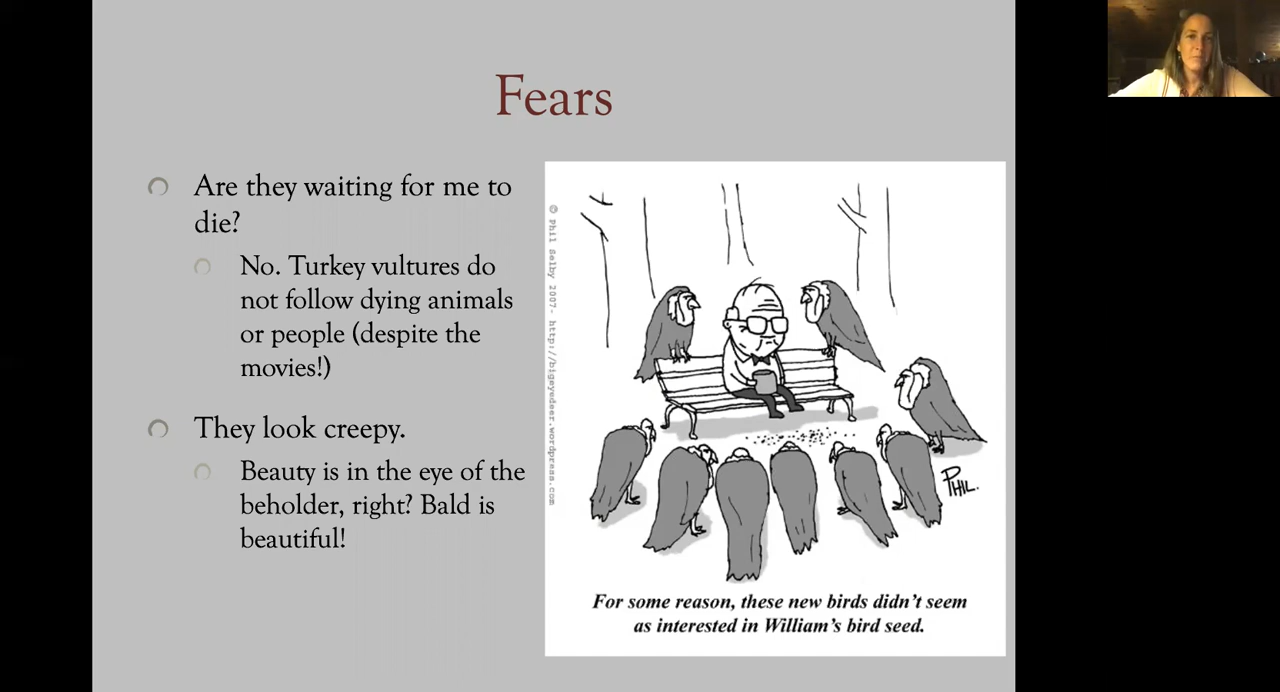 Fears
Are they waiting for me to
die?
No. Turkey vultures do
not follow dying animals
or people (despite the
movies!)
They look creepy.
Beauty is in the eye of the
beholder, right? Bald is
beautiful!
© Phil Selby 2007- http://bigeyedeer.wordpress.com
PHIL.
For some reason, these new birds didn't seem
as interested in William's bird seed.